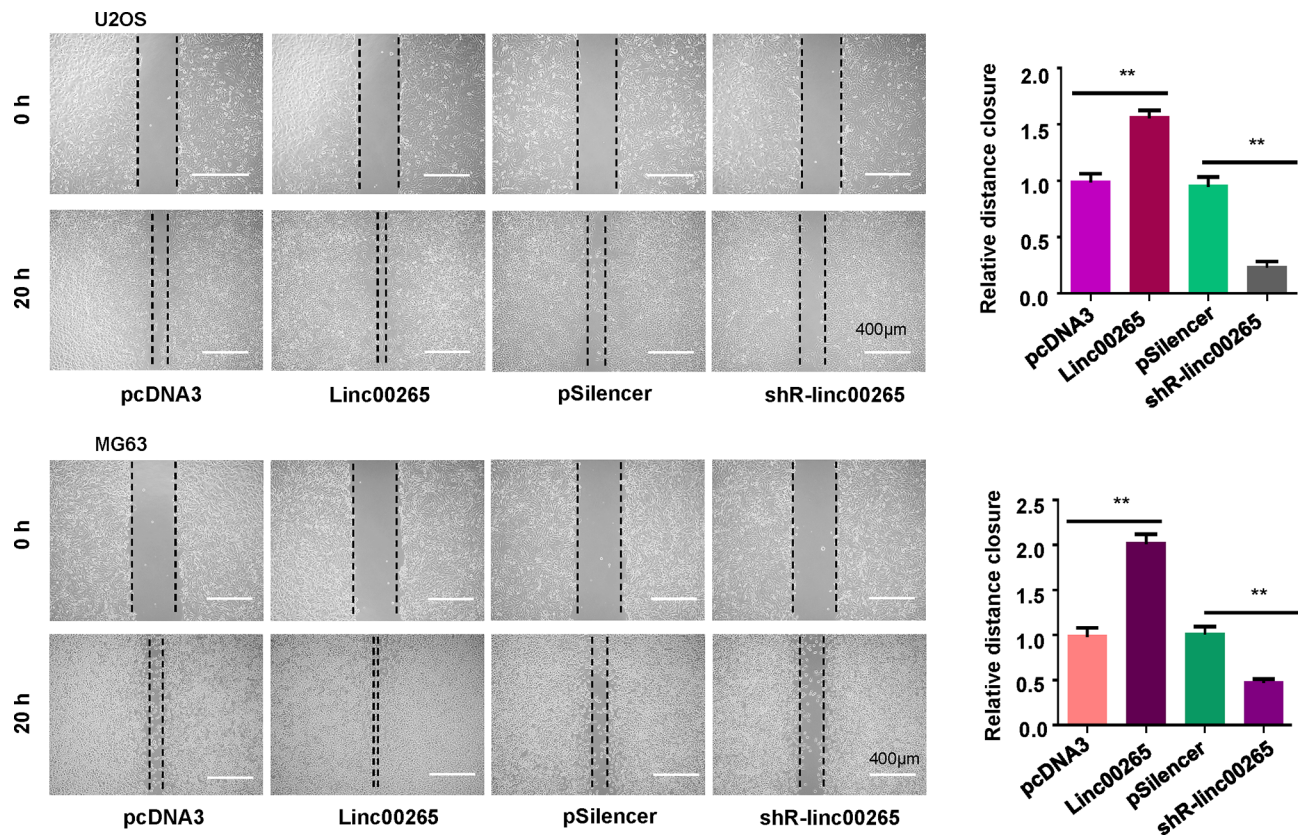 U2OS
0 h
20 h
400µm
pcDNA3
Linc00265
pSilencer
shR-linc00265
Relative distance closure
2.0
1.5
1.0
0.5
0.0
**
**
pcDNA3
Linc00265
pSilencer
shR-linc00265
MG63
0 h
20 h
400µm
pcDNA3
Linc00265
pSilencer
shR-linc00265
Relative distance closure
2.5
2.0
1.5
1.0
0.5
0.0
**
**
pcDNA3
Linc00265
pSilencer
shR-linc00265